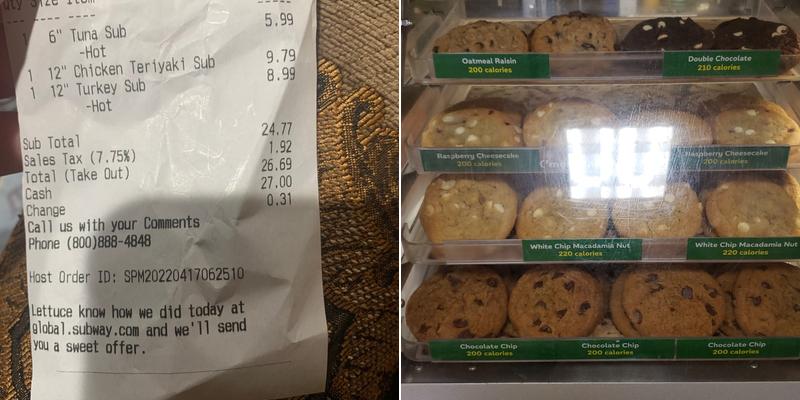 Size Item
5.99
1 6" Tuna Sub
-Hot
1 12" Chicken Teriyaki Sub 9.79
1 12" Turkey Sub 8.99
-Hot
Sub Total 24.77
Sales Tax (7.75%) 1.92
Total (Take Out) 26.69
Cash 27.00
Change 0.31
Call us with your Comments
Phone (800)888-4848
Host Order ID: SPM20220417062510
Lettuce know how we did today at
global.subway.com and we'll send
you a sweet offer.
Oatmeal Raisin
200 calories
Double Chocolate
210 calories
Raspberry Cheesecake
200 calories
Raspberry Cheesecake
200 calories
White Chip Macadamia Nut
220 calories
White Chip Macadamia Nut
220 calories
Chocolate Chip
200 calories
Chocolate Chip
200 calories
Chocolate Chip
200 calories